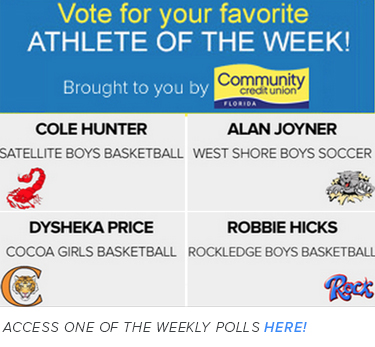 Vote for your favorite
ATHLETE OF THE WEEK!
Brought to you by Community
credit union
FLORIDA
COLE HUNTER
SATELLITE BOYS BASKETBALL
ALAN JOYNER
WEST SHORE BOYS SOCCER
DYSHEKA PRICE
COCOA GIRLS BASKETBALL
C
ROBBIE HICKS
ROCKLEDGE BOYS BASKETBALL
Rock
ACCESS ONE OF THE WEEKLY POLLS HERE!